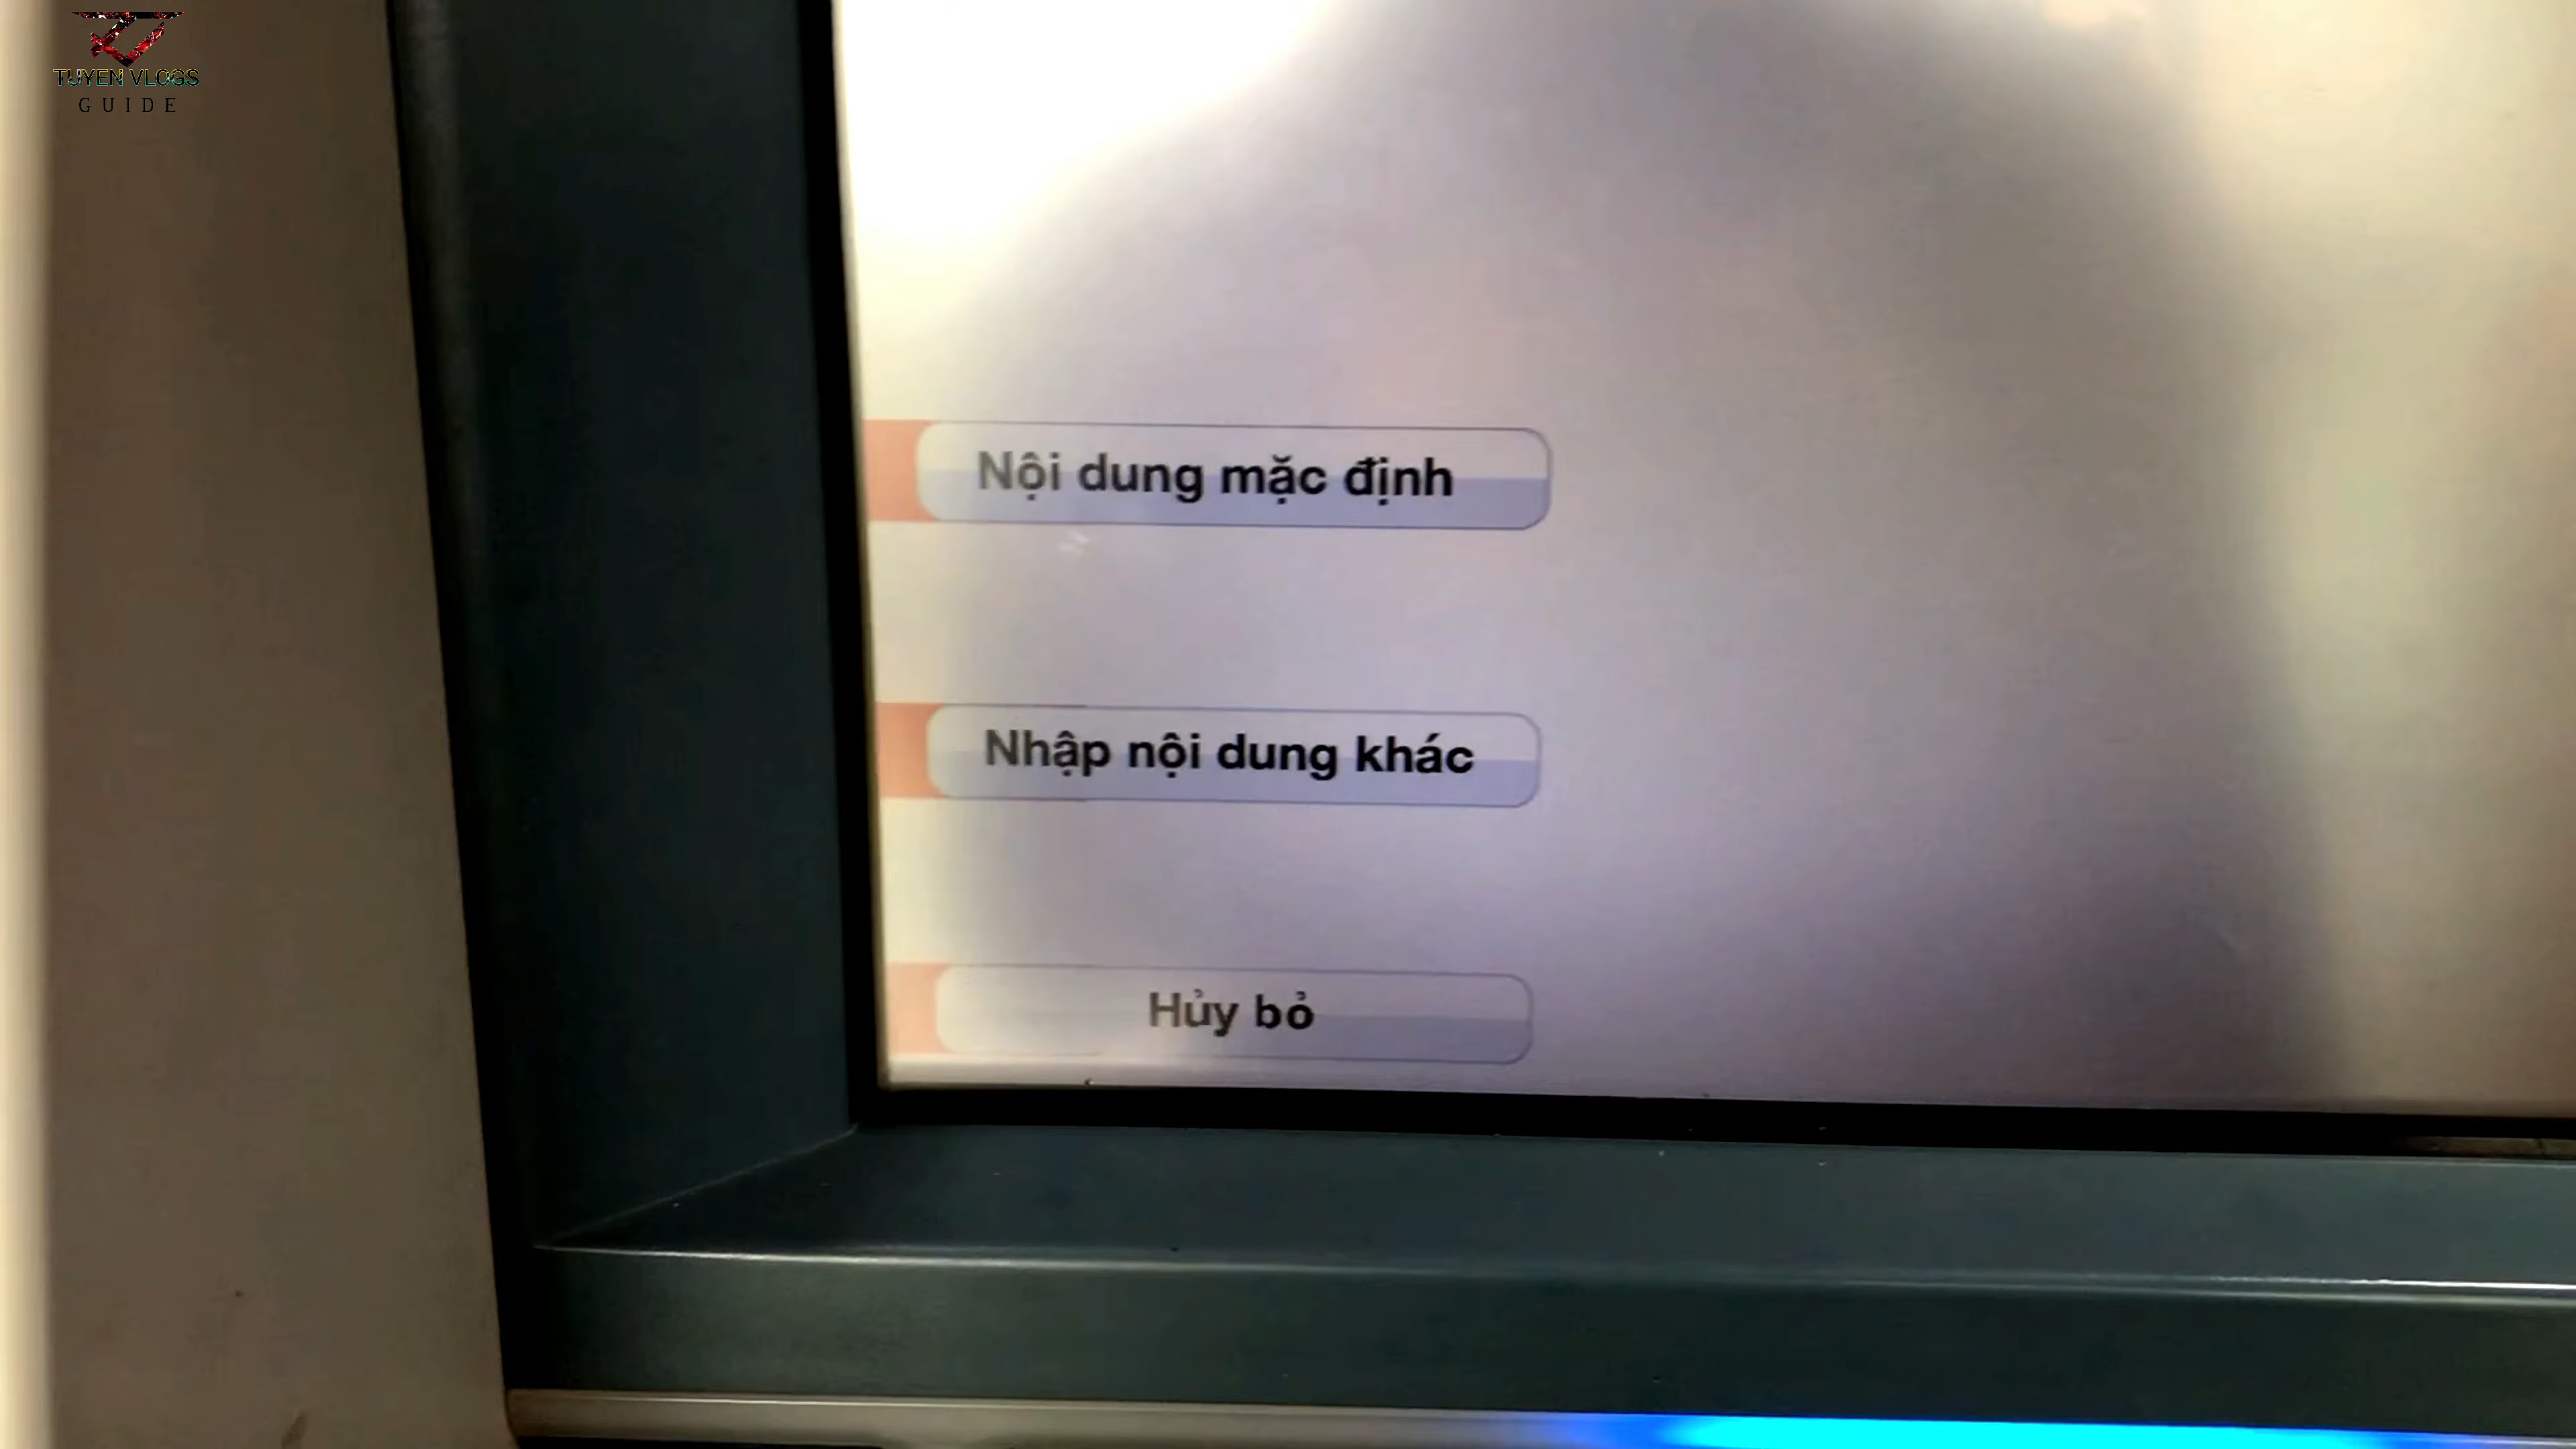 TUYEN VLOGS
GUIDE
Nội dung mặc định
Nhập nội dung khác
Hủy bỏ